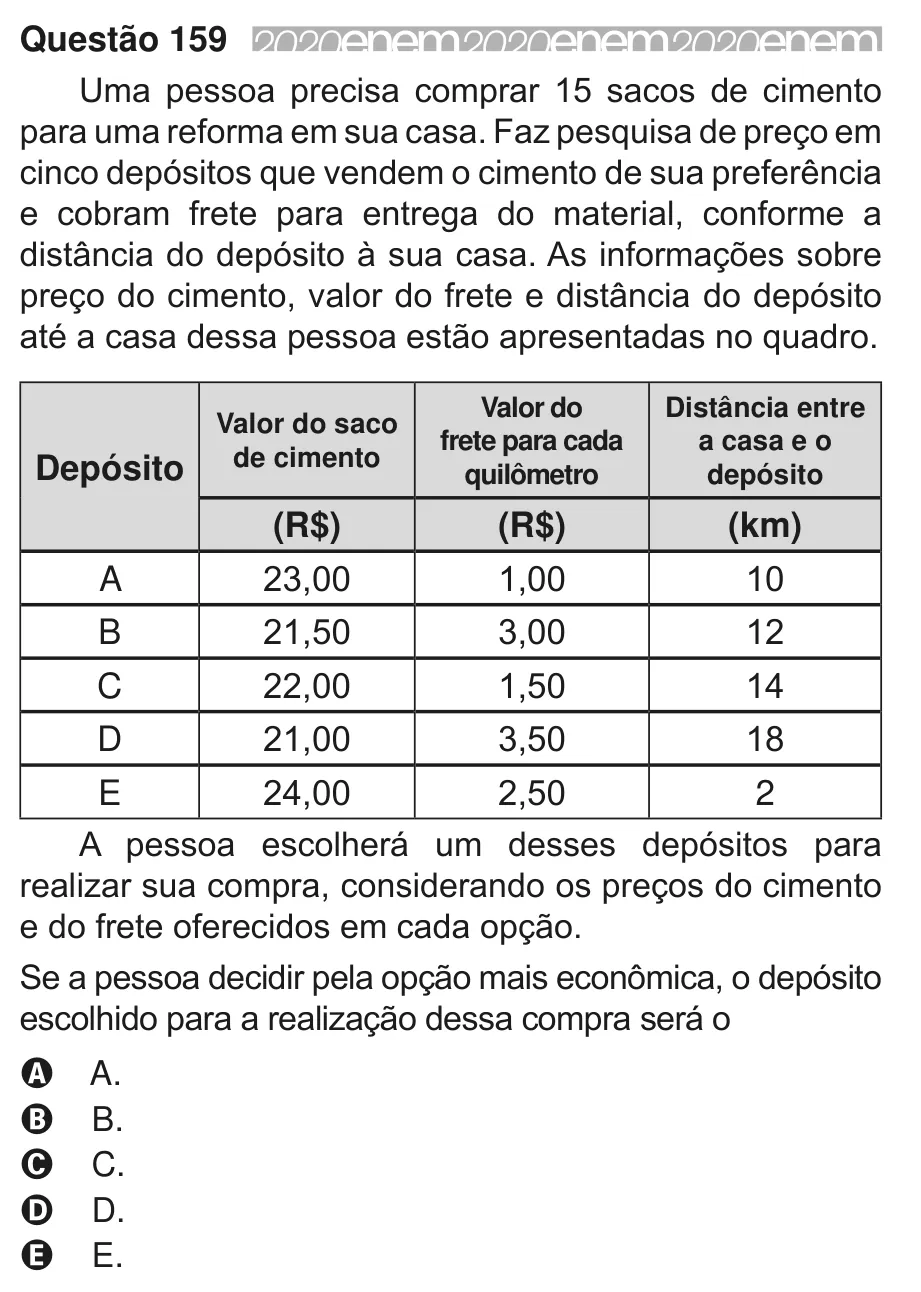 Questão 159 2020enem2020enem2020enem
Uma pessoa precisa comprar 15 sacos de cimento
para uma reforma em sua casa. Faz pesquisa de preço em
cinco depósitos que vendem o cimento de sua preferência
e cobram frete para entrega do material, conforme a
distância do depósito à sua casa. As informações sobre
preço do cimento, valor do frete e distância do depósito
até a casa dessa pessoa estão apresentadas no quadro.
Depósito
Valor do saco
de cimento
(R$)
Valor do
frete para cada
quilômetro
(R$)
Distância entre
a casa e o
depósito
(km)
A 23,00 1,00 10
B 21,50 3,00 12
C 22,00 1,50 14
D 21,00 3,50 18
E 24,00 2,50 2
A pessoa escolherá um desses depósitos para
realizar sua compra, considerando os preços do cimento
e do frete oferecidos em cada opção.
Se a pessoa decidir pela opção mais econômica, o depósito
escolhido para a realização dessa compra será o
A A.
B B.
C C.
D D.
E E.